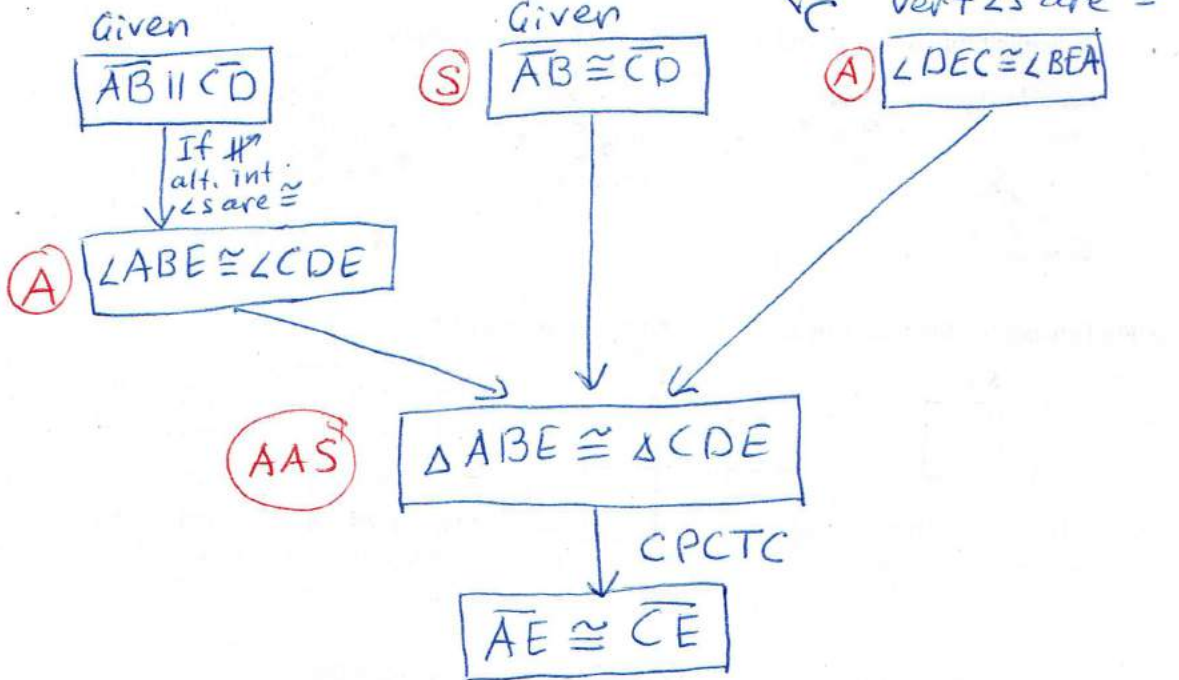 Given
AB || CD
If ||
alt. int.
∠s are ≅
A
∠ABE ≅ ∠CDE
Given
S
AB ≅ CD
C
Vert ∠s are ≅
A
∠DEC ≅ ∠BEA
AAS
△ABE ≅ △CDE
CPCTC
AE ≅ CE